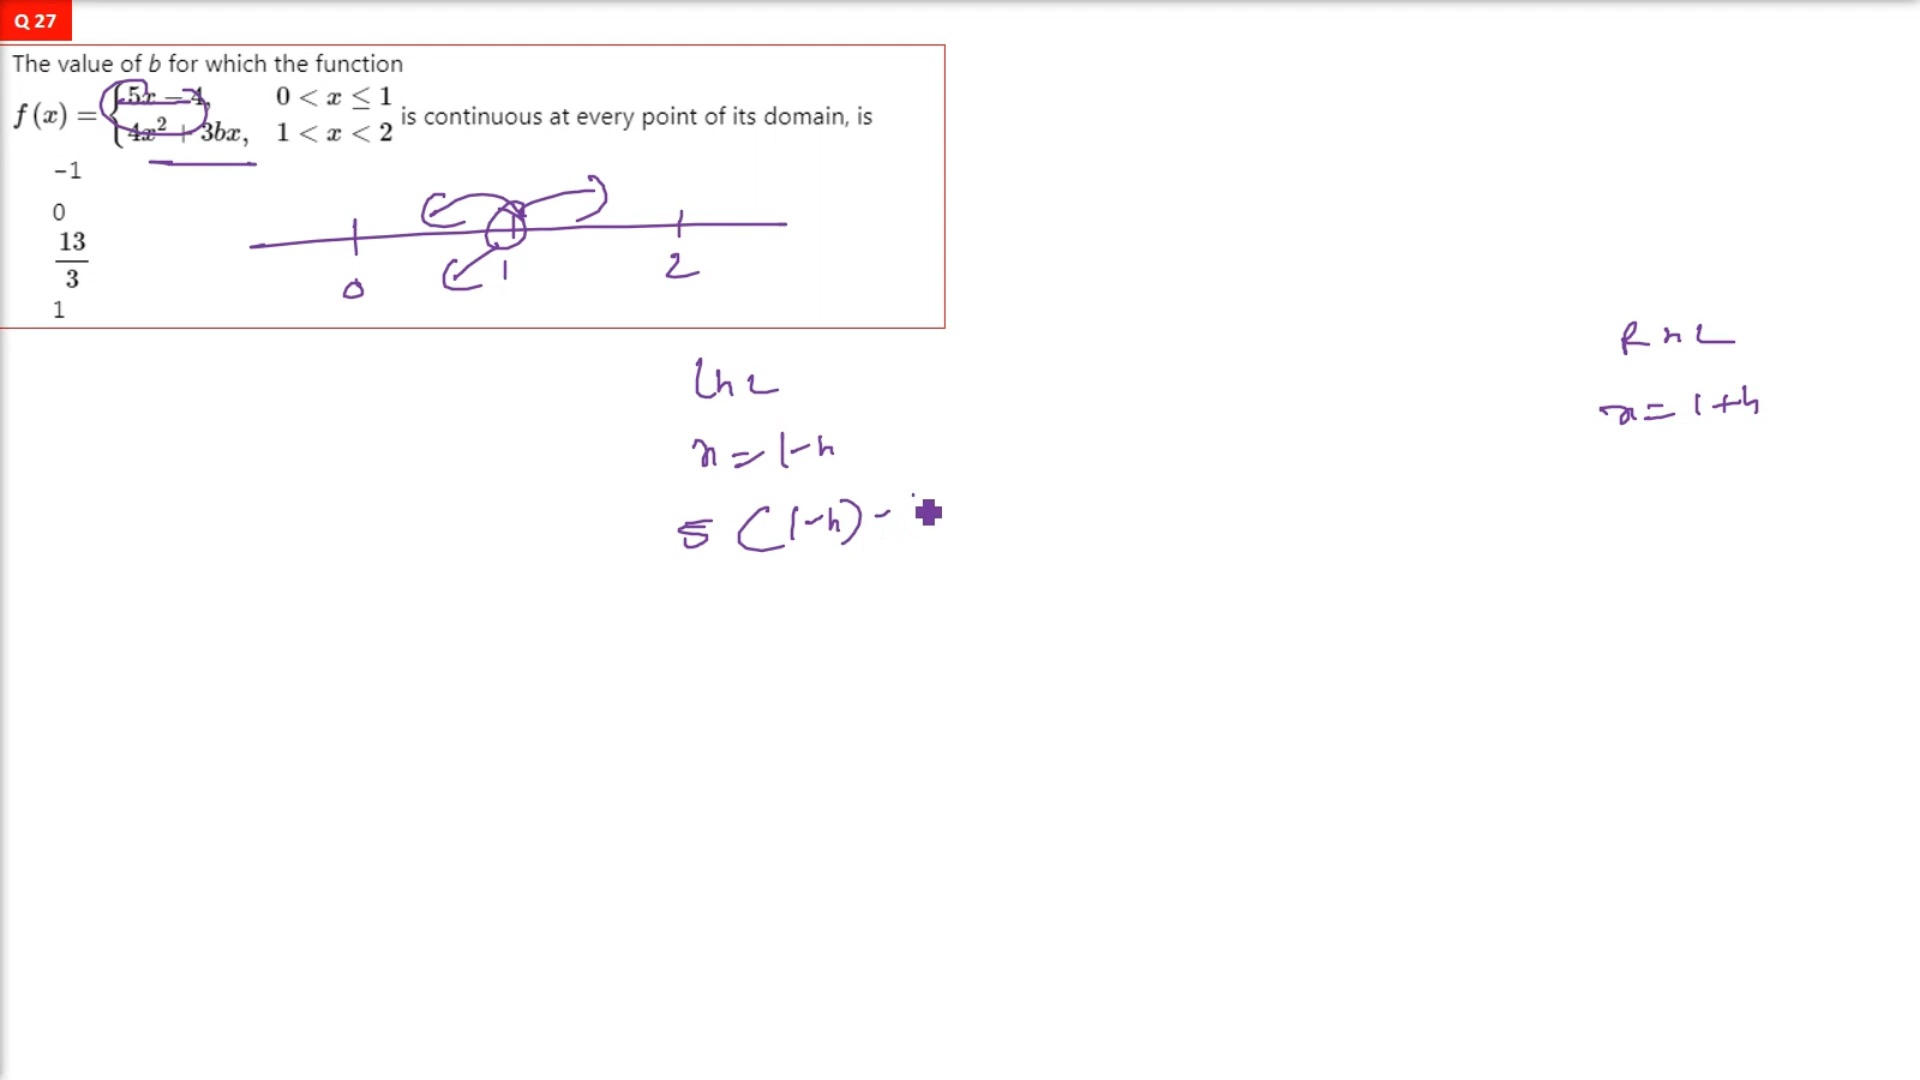 Q 27
The value of b for which the function
f(x) = { 5x − 4, 0 < x ≤ 1
4x² + 3bx, 1 < x < 2 is continuous at every point of its domain, is
-1
0
13/3
1
0 1 2
LHL
x = 1-h
5 (1-h) -
RHL
x = 1+h